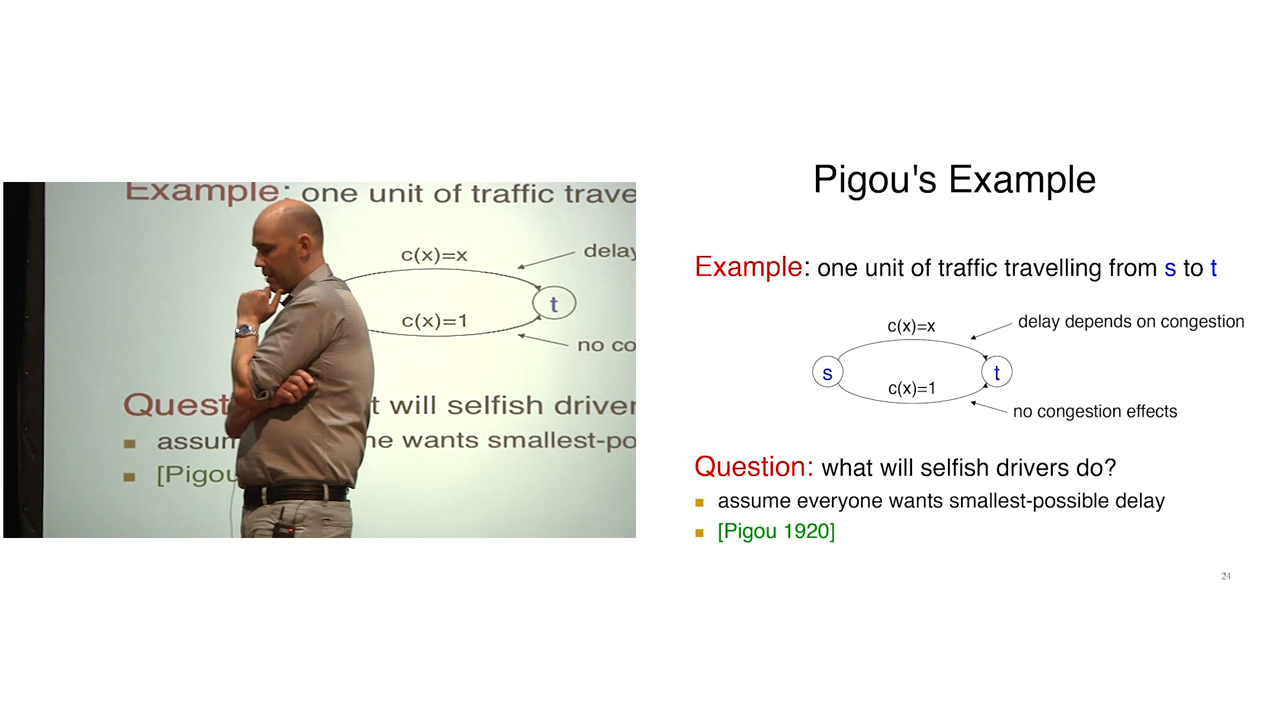 Example: one unit of traffic trave
c(x)=x
delay
t
c(x)=1
no co
Quest t will selfish driver
assum ne wants smallest-po
[Pigou
Pigou's Example
Example: one unit of traffic travelling from s to t
c(x)=x
delay depends on congestion
s
t
c(x)=1
no congestion effects
Question: what will selfish drivers do?
assume everyone wants smallest-possible delay
[Pigou 1920]
24